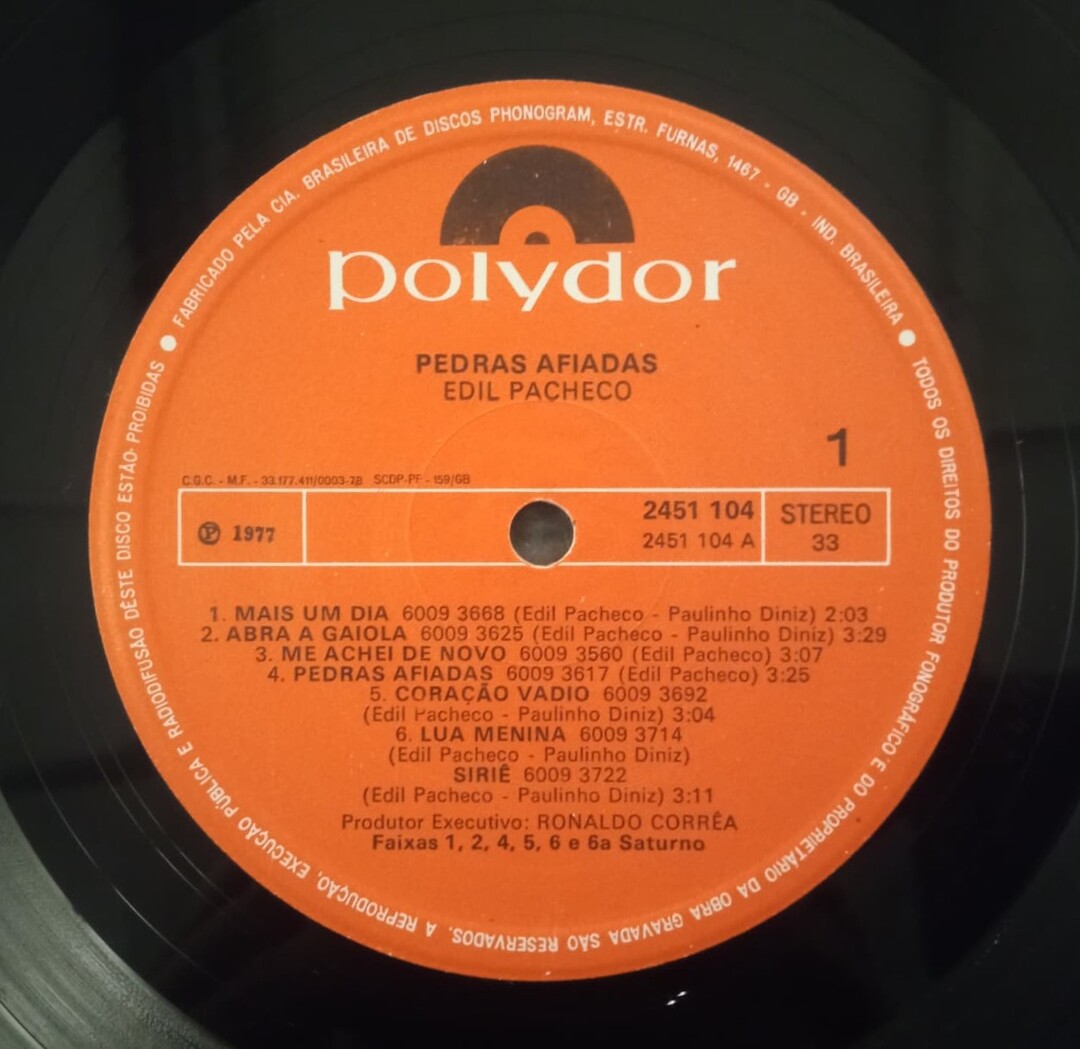 FABRICADO PELA CIA. BRASILEIRA DE DISCOS PHONOGRAM, ESTR. FURNAS, 1467 - GB - IND. BRASILEIRA
TODOS OS DIREITOS DO PRODUTOR FONOGRÁFICO E DO PROPRIETÁRIO DA OBRA GRAVADA SÃO RESERVADOS. A REPRODUÇÃO, EXECUÇÃO PÚBLICA E RADIODIFUSÃO DESTE DISCO ESTÃO PROIBIDAS
polydor
PEDRAS AFIADAS
EDIL PACHECO
1
C.G.C. - M.F. - 33.177.411/0003-78 SCDP-PF - 159/GB
℗ 1977
2451 104
2451 104 A
STEREO
33
1. MAIS UM DIA 6009 3668 (Edil Pacheco - Paulinho Diniz) 2:03
2. ABRA A GAIOLA 6009 3625 (Edil Pacheco - Paulinho Diniz) 3:29
3. ME ACHEI DE NOVO 6009 3560 (Edil Pacheco) 3:07
4. PEDRAS AFIADAS 6009 3617 (Edil Pacheco) 3:25
5. CORAÇÃO VADIO 6009 3692
(Edil Pacheco - Paulinho Diniz) 3:04
6. LUA MENINA 6009 3714
(Edil Pacheco - Paulinho Diniz)
SIRIÊ 6009 3722
(Edil Pacheco - Paulinho Diniz) 3:11
Produtor Executivo: RONALDO CORRÊA
Faixas 1, 2, 4, 5, 6 e 6a Saturno